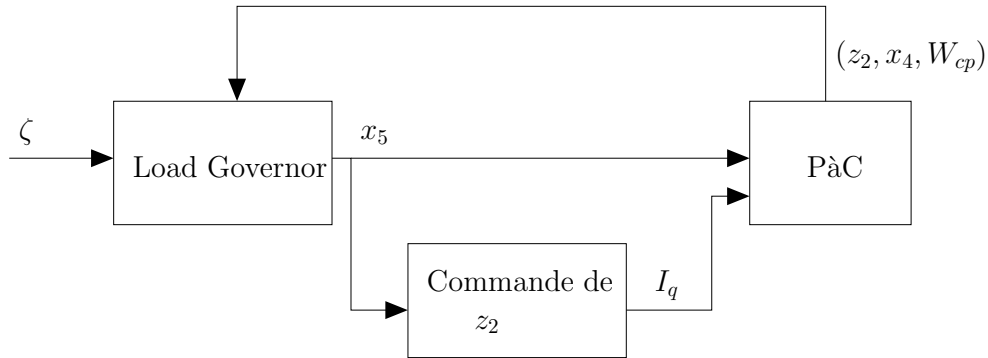 (z₂, x₄, W_cp)
ζ
x₅
Load Governor
PàC
Commande de
z₂
I_q